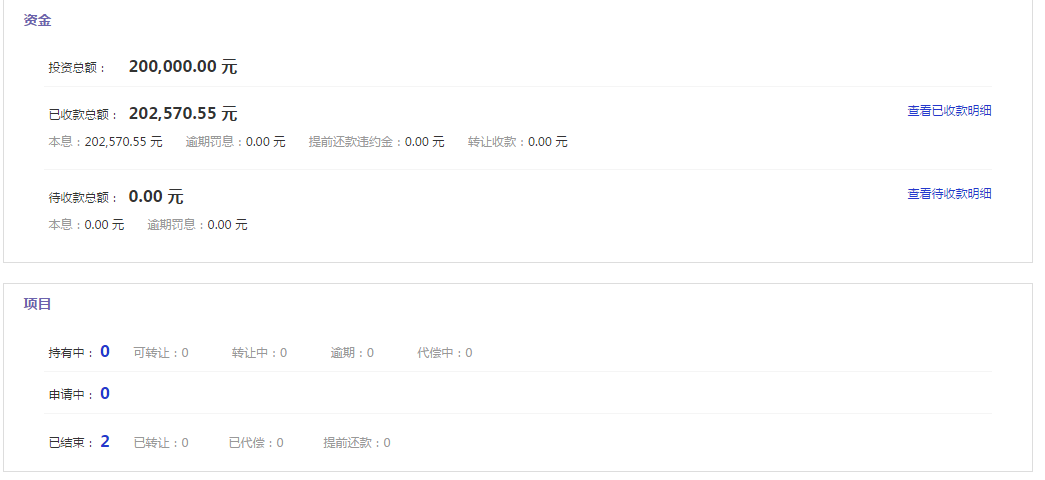 资金
投资总额： 200,000.00 元
已收款总额： 202,570.55 元 查看已收款明细
本息：202,570.55 元 逾期罚息：0.00 元 提前还款违约金：0.00 元 转让收款：0.00 元
待收款总额： 0.00 元 查看待收款明细
本息：0.00 元 逾期罚息：0.00 元
项目
持有中： 0 可转让：0 转让中：0 逾期：0 代偿中：0
申请中： 0
已结束： 2 已转让：0 已代偿：0 提前还款：0